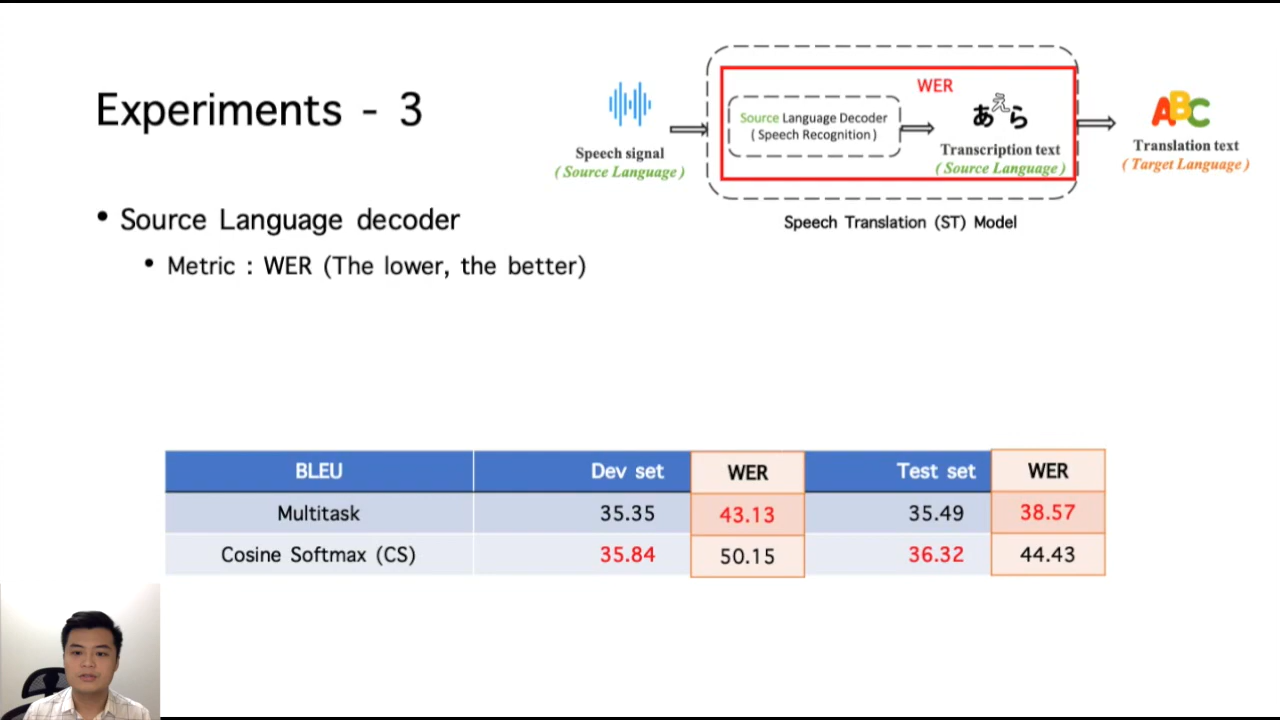 Experiments - 3
Speech signal
( Source Language )
WER
Source Language Decoder
( Speech Recognition )
あえら
Transcription text
( Source Language )
Speech Translation (ST) Model
ABC
Translation text
( Target Language )
• Source Language decoder
• Metric : WER (The lower, the better)
BLEU Dev set WER Test set WER
Multitask 35.35 43.13 35.49 38.57
Cosine Softmax (CS) 35.84 50.15 36.32 44.43